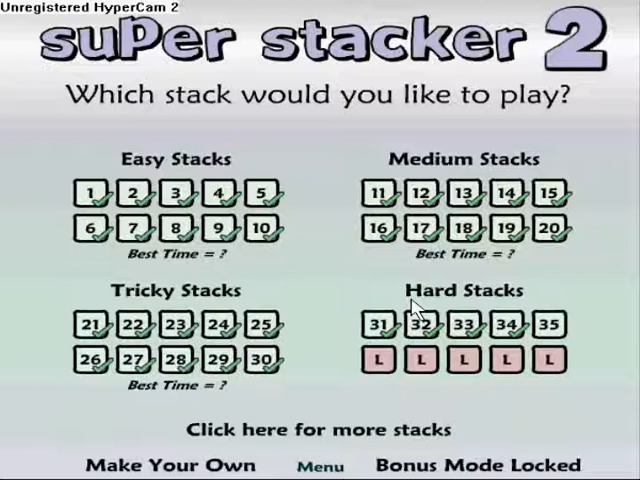 Unregistered HyperCam 2
super stacker 2
Which stack would you like to play?
Easy Stacks
1 2 3 4 5
6 7 8 9 10
Best Time = ?
Medium Stacks
11 12 13 14 15
16 17 18 19 20
Best Time = ?
Tricky Stacks
21 22 23 24 25
26 27 28 29 30
Best Time = ?
Hard Stacks
31 32 33 34 35
L L L L L
Click here for more stacks
Make Your Own Menu Bonus Mode Locked